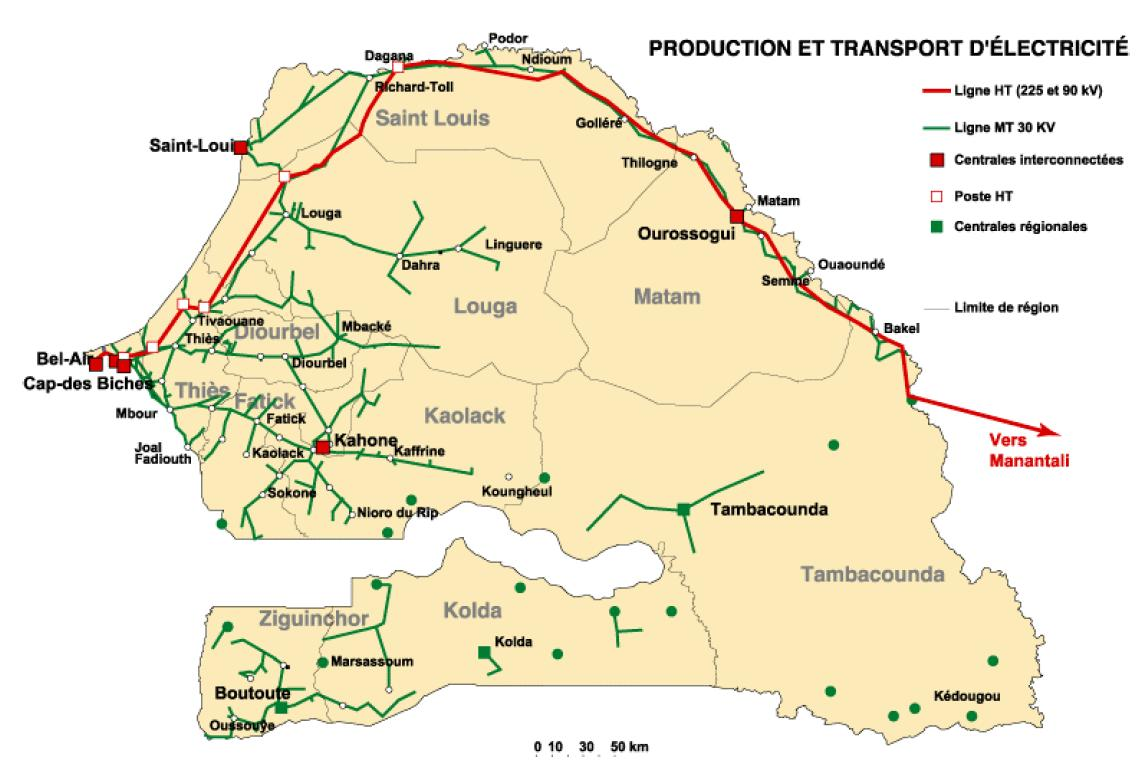 PRODUCTION ET TRANSPORT D'ÉLECTRICITÉ
Ligne HT (225 et 90 kV)
Ligne MT 30 KV
Centrales interconnectées
Poste HT
Centrales régionales
Limite de région
Podor
Dagana
Ndioum
Richard-Toll
Saint Louis
Golléré
Saint-Loui
Thilogne
Matam
Louga
Ourossogui
Linguere
Dahra
Ouaoundé
Semme
Louga
Matam
Tivaouane
Diourbel
Mbacké
Bakel
Thiès
Bel-Air
Diourbel
Cap-des Biches
Thiès
Fatick
Mbour
Fatick
Kaolack
Vers
Manantali
Joal
Fadiouth
Kahone
Kaolack
Kaffrine
Sokone
Koungheul
Nioro du Rip
Tambacounda
Tambacounda
Ziguinchor
Kolda
Kolda
Marsassoum
Boutoute
Kédougou
Oussouye
0 10 30 50 km